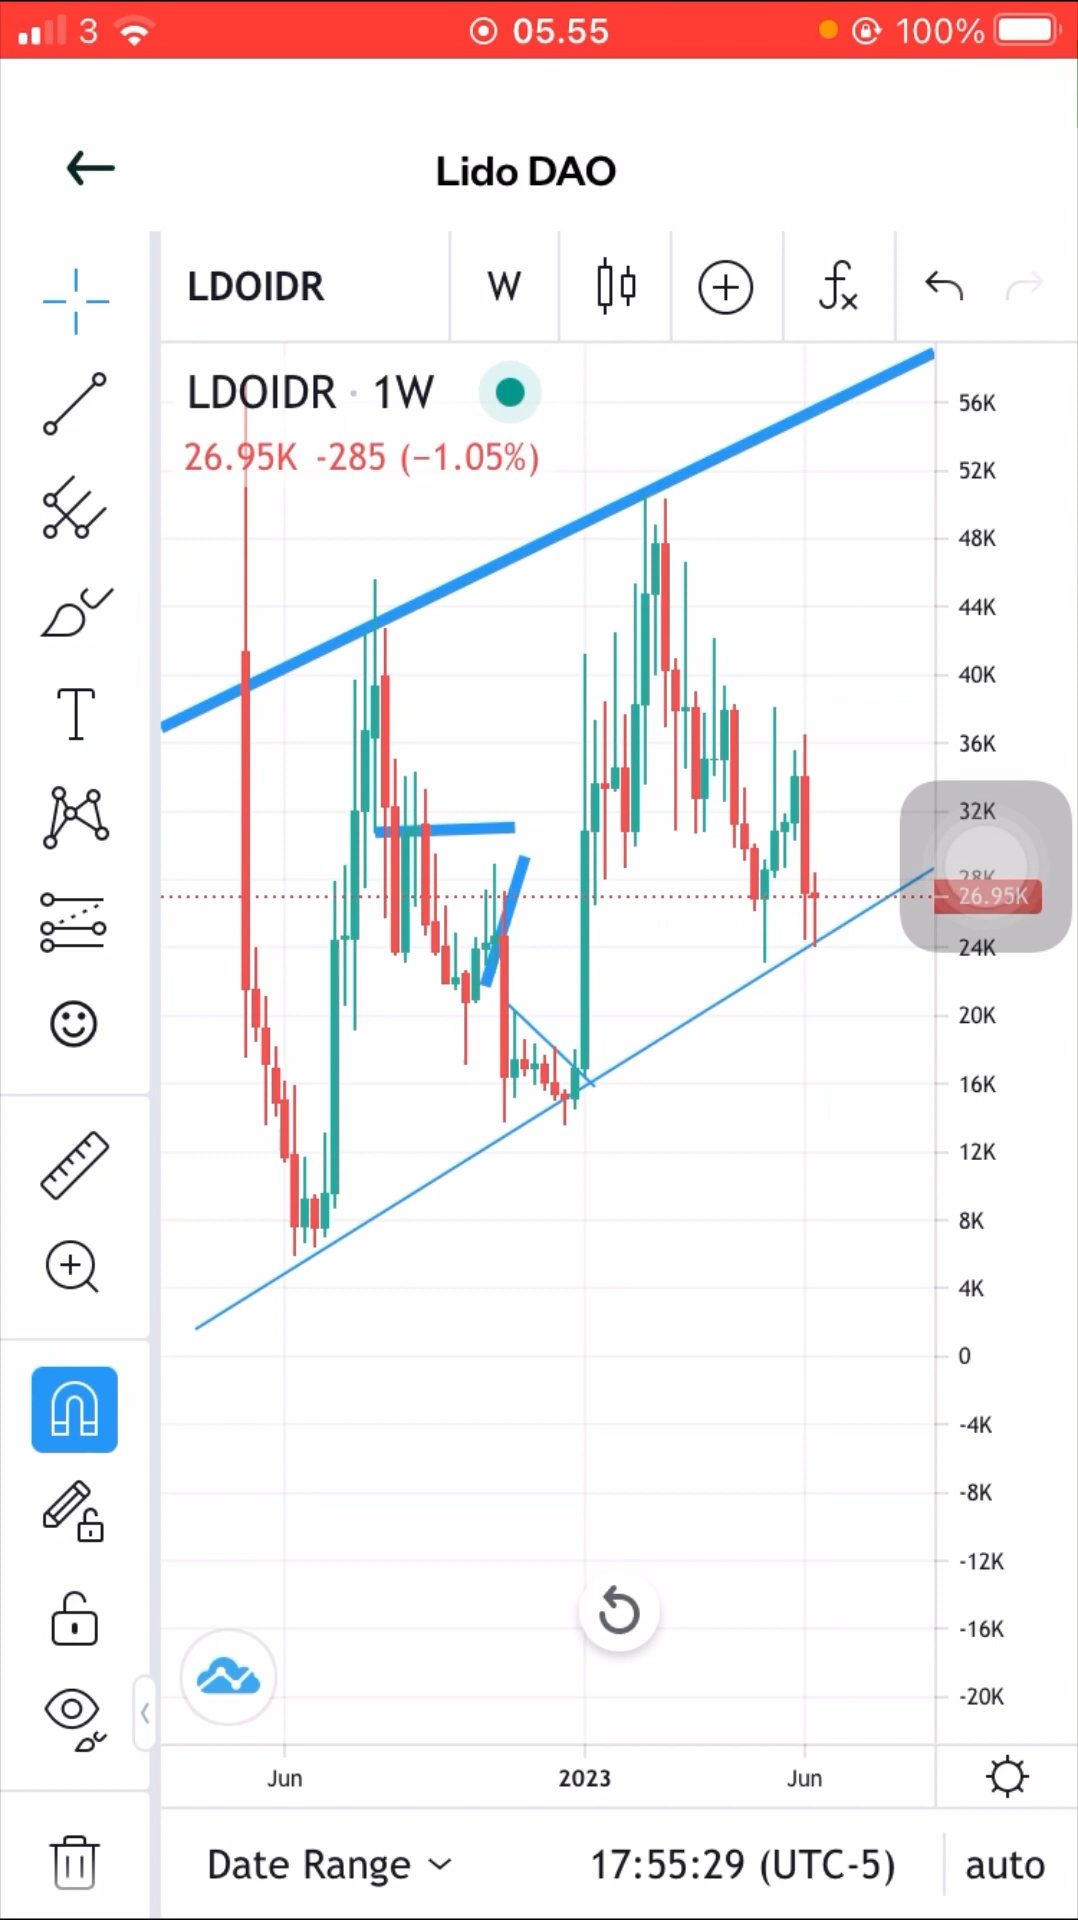 3 05.55 100%
Lido DAO
LDOIDR W
LDOIDR · 1W
26.95K -285 (−1.05%)
56K
52K
48K
44K
40K
36K
32K
28K
26.95K
24K
20K
16K
12K
8K
4K
0
-4K
-8K
-12K
-16K
-20K
Jun 2023 Jun
Date Range 17:55:29 (UTC-5) auto